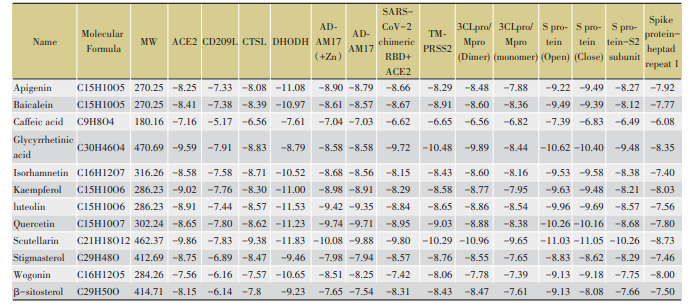 Name Molecular Formula MW ACE2 CD209L CTSL DHODH AD-AM17 (+Zn) AD-AM17 SARS-CoV-2 chimeric RBD+ ACE2 TM-PRSS2 3CLpro/Mpro (Dimer) 3CLpro/Mpro (monomer) S protein (Open) S protein (Close) S protein-S2 subunit Spike protein-heptad repeat 1
Apigenin C15H10O5 270.25 -8.25 -7.33 -8.08 -11.08 -8.90 -8.79 -8.66 -8.29 -8.48 -7.88 -9.22 -9.49 -8.27 -7.92
Baicalein C15H10O5 270.25 -8.41 -7.38 -8.39 -10.97 -8.61 -8.57 -8.67 -8.91 -8.60 -8.36 -9.49 -9.39 -8.12 -7.77
Caffeic acid C9H8O4 180.16 -7.16 -5.17 -6.56 -7.61 -7.04 -7.03 -6.62 -6.65 -6.56 -6.82 -7.39 -6.83 -6.49 -6.08
Glycyrrhetinic acid C30H46O4 470.69 -9.59 -7.91 -8.83 -8.79 -8.58 -8.58 -9.72 -10.48 -9.89 -8.44 -10.62 -10.40 -9.48 -8.35
Isorhamnetin C16H12O7 316.26 -8.58 -7.58 -8.71 -10.52 -8.68 -8.56 -8.15 -8.43 -8.60 -8.16 -9.53 -9.58 -8.38 -7.40
Kaempferol C15H10O6 286.23 -9.02 -7.76 -8.30 -11.00 -8.98 -8.91 -8.29 -8.58 -8.77 -7.95 -9.63 -9.48 -8.21 -8.03
luteolin C15H10O6 286.23 -8.91 -7.44 -8.57 -11.53 -9.42 -9.35 -8.84 -8.65 -8.86 -8.54 -9.96 -9.69 -8.57 -7.56
Quercetin C15H10O7 302.24 -8.65 -7.80 -8.62 -11.23 -9.74 -9.71 -8.95 -9.03 -8.88 -8.38 -10.26 -10.16 -8.68 -7.80
Scutellarin C21H18O12 462.37 -9.86 -7.83 -9.38 -11.83 -10.08 -9.88 -9.80 -10.29 -10.96 -9.65 -11.03 -11.05 -10.26 -8.73
Stigmasterol C29H48O 412.69 -8.75 -6.89 -8.47 -9.46 -7.98 -7.94 -8.57 -8.76 -8.55 -7.65 -8.83 -8.62 -8.29 -7.46
Wogonin C16H12O5 284.26 -7.56 -6.16 -7.57 -10.65 -8.51 -8.25 -7.42 -8.06 -7.78 -7.39 -9.13 -9.18 -7.75 -8.00
β-sitosterol C29H50O 414.71 -8.15 -6.14 -7.8 -9.23 -7.65 -7.54 -8.31 -8.43 -8.47 -7.61 -9.13 -8.08 -7.66 -7.50